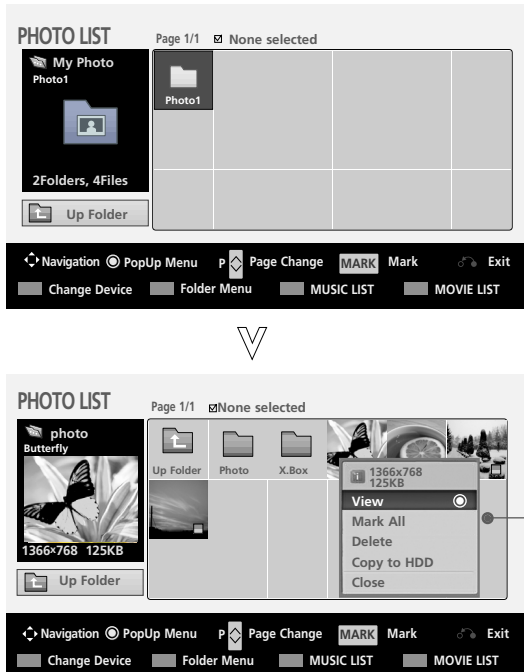 PHOTO LIST
Page 1/1 ☑ None selected
My Photo
Photo1
Photo1
2Folders, 4Files
Up Folder
Navigation PopUp Menu P Page Change MARK Mark Exit
Change Device Folder Menu MUSIC LIST MOVIE LIST
PHOTO LIST
Page 1/1 ☑None selected
photo
Butterfly
1366×768 125KB
Up Folder
Up Folder Photo X.Box
1366x768
125KB
View
Mark All
Delete
Copy to HDD
Close
Navigation PopUp Menu P Page Change MARK Mark Exit
Change Device Folder Menu MUSIC LIST MOVIE LIST